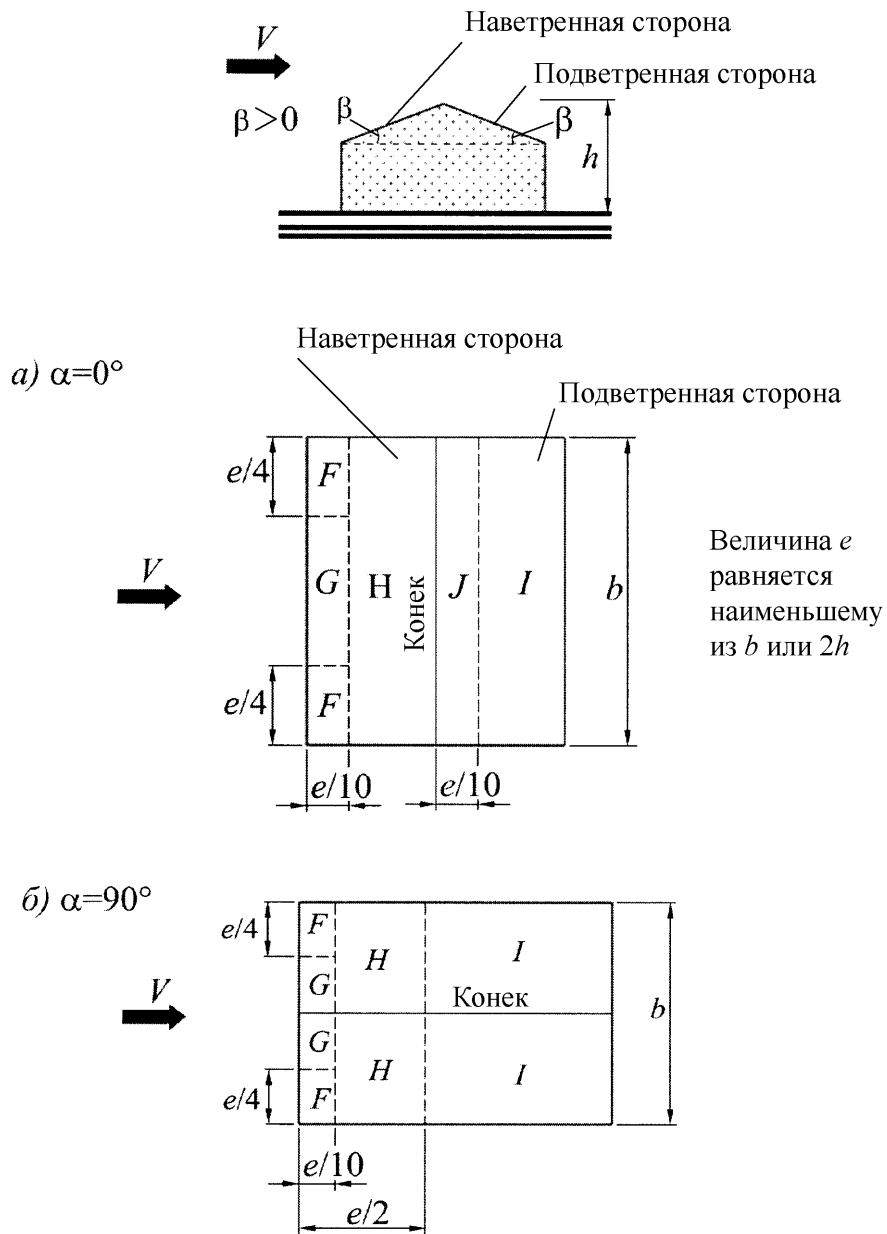 V
Наветренная сторона
Подветренная сторона
β>0
β
β
h
а) α=0°
Наветренная сторона
Подветренная сторона
e/4
F
V
G
H
Конек
J
I
b
Величина e
равняется
наименьшему
из b или 2h
e/4
F
e/10
e/10
б) α=90°
e/4
F
H
I
V
G
Конек
b
G
H
I
e/4
F
e/10
e/2